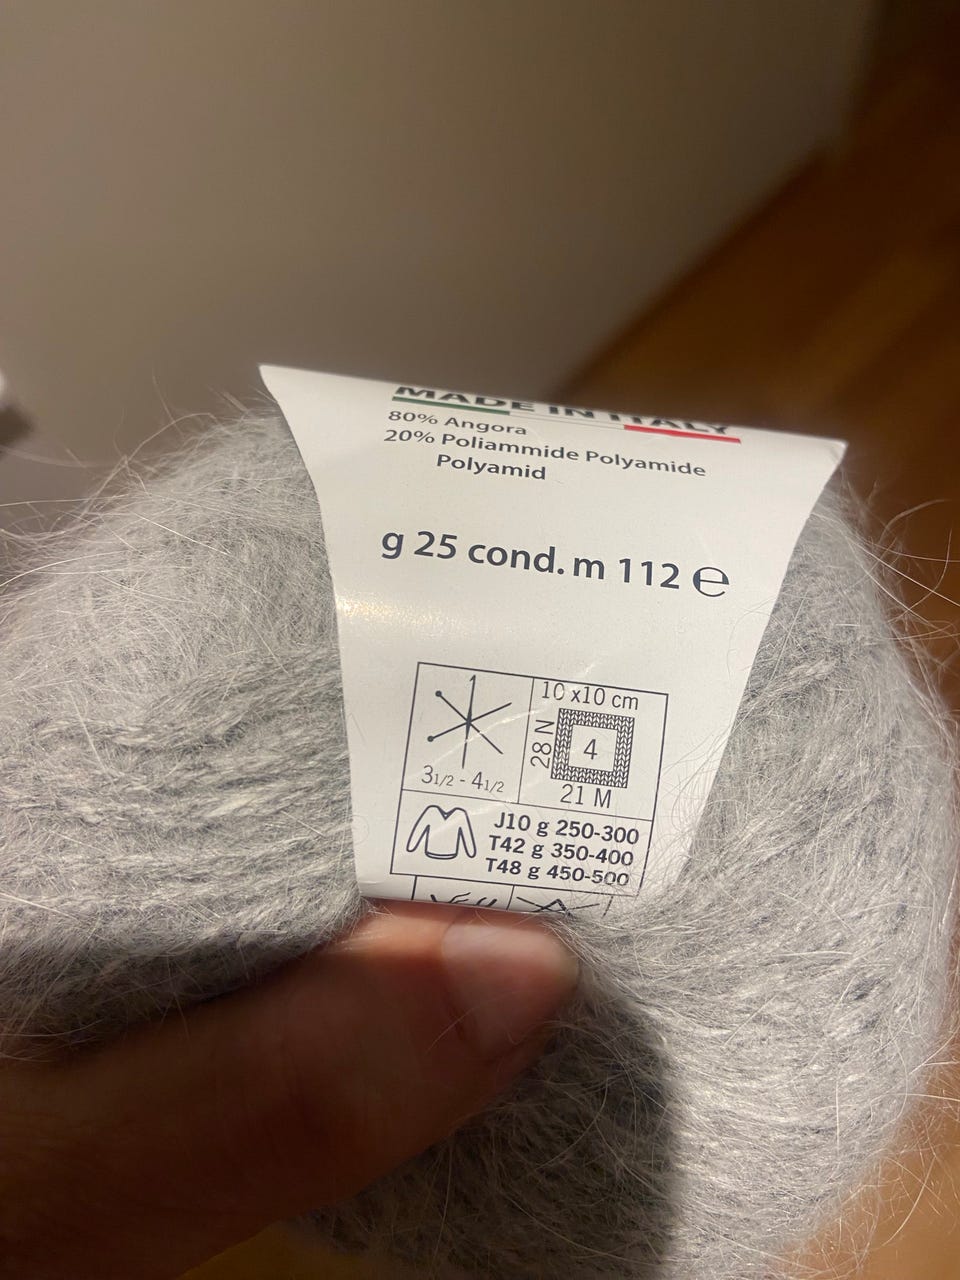 MADE IN ITALY
80% Angora
20% Poliammide Polyamide
Polyamid
g 25 cond. m 112 ℮
10 x10 cm
28 N
4
21 M
3 1/2 - 4 1/2
J10 g 250-300
T42 g 350-400
T48 g 450-500